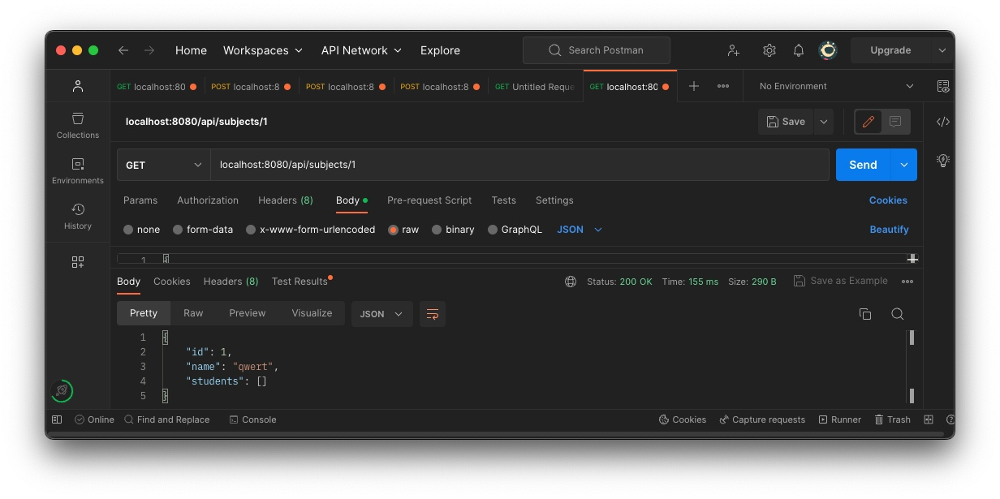 Home Workspaces API Network Explore Search Postman Upgrade
GET localhost:80 POST localhost:8 POST localhost:8 POST localhost:8 GET Untitled Reque GET localhost:80 No Environment
localhost:8080/api/subjects/1 Save
Collections
GET localhost:8080/api/subjects/1 Send
Environments
Params Authorization Headers (8) Body Pre-request Script Tests Settings Cookies
History
none form-data x-www-form-urlencoded raw binary GraphQL JSON Beautify
1 {
Body Cookies Headers (8) Test Results Status: 200 OK Time: 155 ms Size: 290 B Save as Example
Pretty Raw Preview Visualize JSON
1 {
2 "id": 1,
3 "name": "qwert",
4 "students": []
5 }
Online Find and Replace Console Cookies Capture requests Runner Trash